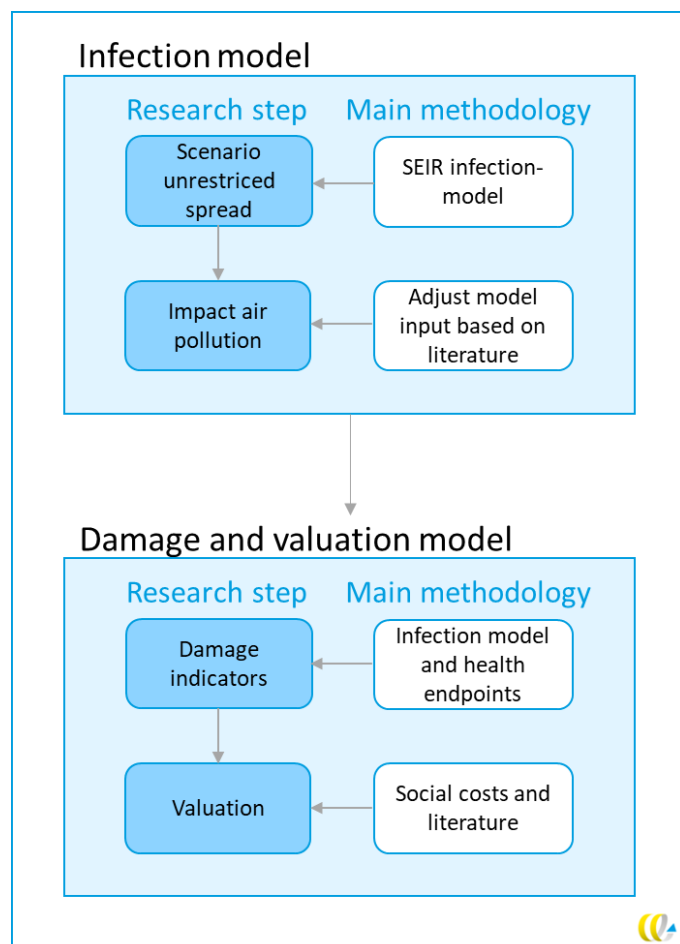 Infection model
Research step
Main methodology
Scenario
unrestriced
spread
SEIR infection-
model
Impact air
pollution
Adjust model
input based on
literature
Damage and valuation model
Research step
Main methodology
Damage
indicators
Infection model
and health
endpoints
Valuation
Social costs and
literature